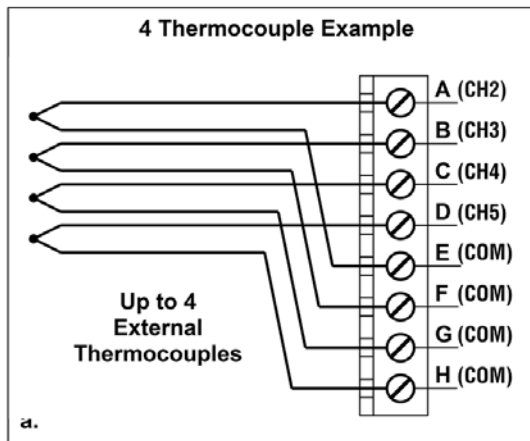 4 Thermocouple Example
A (CH2)
B (CH3)
C (CH4)
D (CH5)
E (COM)
F (COM)
G (COM)
H (COM)
Up to 4
External
Thermocouples
a.